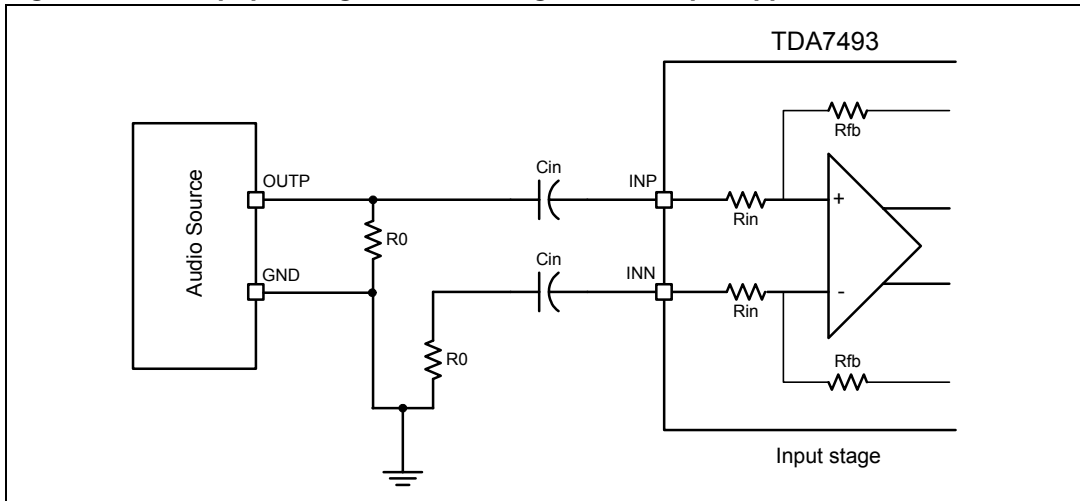 TDA7493
Rfb
Audio Source
OUTP
Cin
INP
Rin
+
R0
GND
Cin
INN
Rin
-
R0
Rfb
Input stage